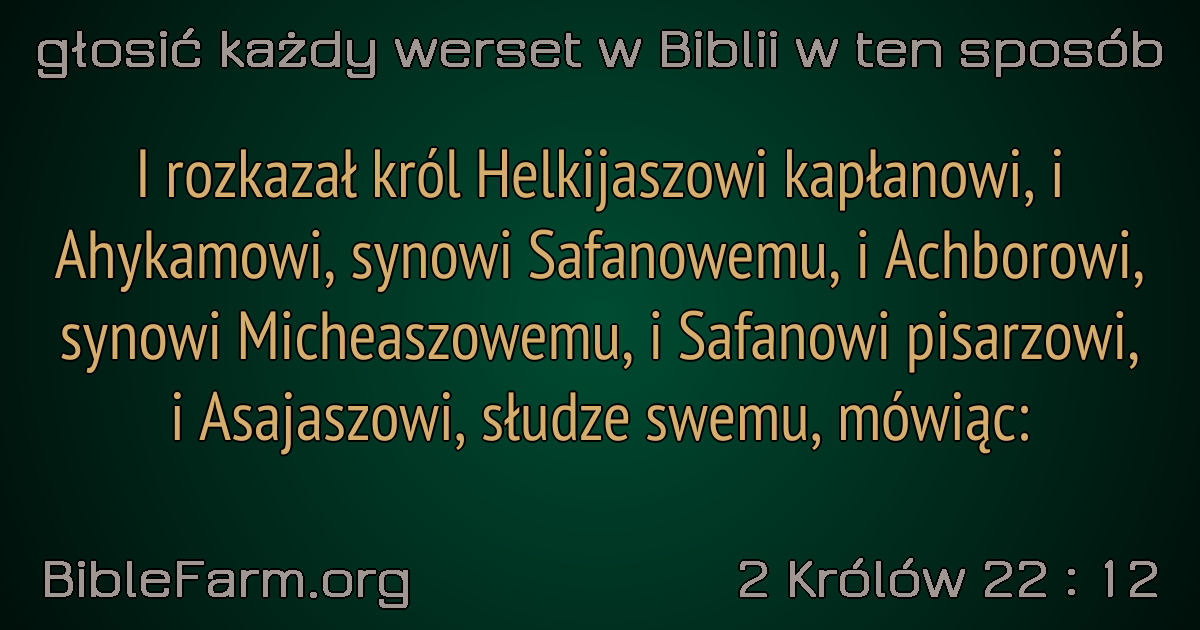 głosić każdy werset w Biblii w ten sposób
I rozkazał król Helkijaszowi kapłanowi, i
Ahykamowi, synowi Safanowemu, i Achborowi,
synowi Micheaszowemu, i Safanowi pisarzowi,
i Asajaszowi, słudze swemu, mówiąc:
BibleFarm.org
2 Królów 22 : 12